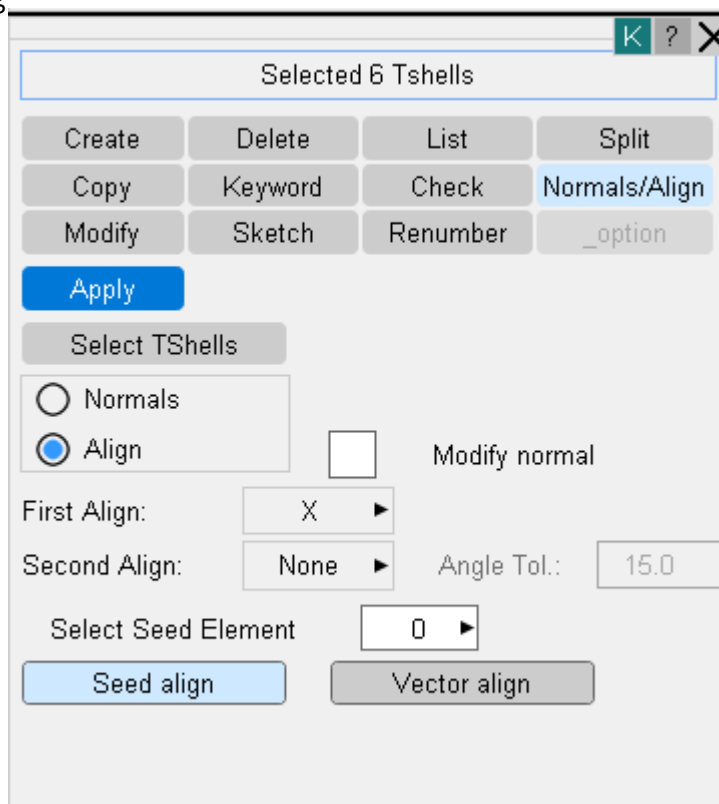 K ? X
Selected 6 Tshells
Create Delete List Split
Copy Keyword Check Normals/Align
Modify Sketch Renumber _option
Apply
Select TShells
Normals
Align Modify normal
First Align: X
Second Align: None Angle Tol.: 15.0
Select Seed Element 0
Seed align Vector align